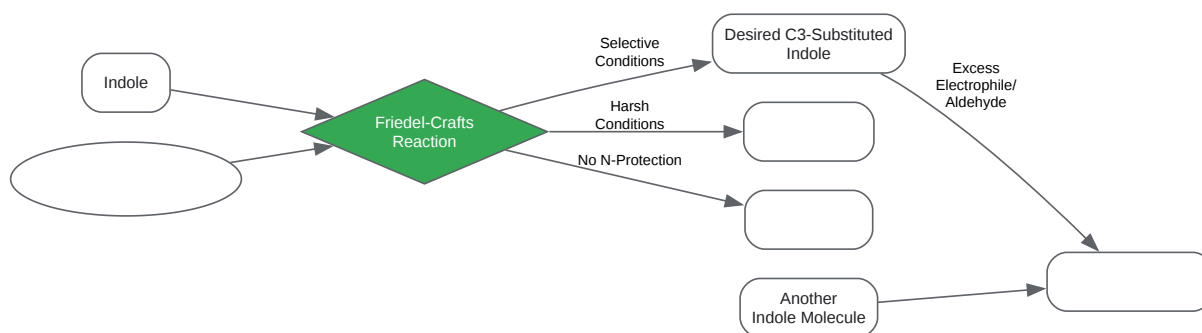 Indole
Friedel-Crafts
Reaction
Selective
Conditions
Harsh
Conditions
No N-Protection
Desired C3-Substituted
Indole
Excess
Electrophile/
Aldehyde
Another
Indole Molecule